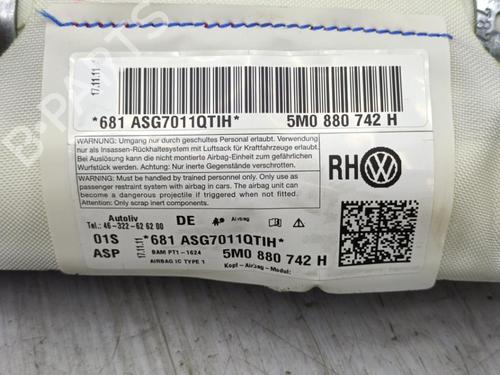 17.11.11
*681 ASG7011QTIH* 5M0 880 742 H
WARNUNG: Umgang nur durch geschultes Personal erlaubt. Verwendung nur als Insassen-Rückhaltesystem mit Luftsack für Kraftfahrzeuge erlaubt. Bei Auslösung kann die nicht montierte Airbag-Einheit zum gefährlichen Wurfstück werden. Achtung: Nur inerte Gegenstände verschrotten.
WARNING: Must be handled by trained personnel only. Only use as passenger restraint system with airbag in cars. The airbag unit can become a dangerous projectile if triggered when not fitted. Attention: Only scrap inert components.
RH
Autoliv DE Airbag
Tel.: 46-322-62 62 00
01S *681 ASG7011QTIH*
ASP 17.11.11 BAM PT1-1624 5M0 880 742 H
AIRBAG IC TYPE 1 Kopf-Airbag-Modul
B-PARTS